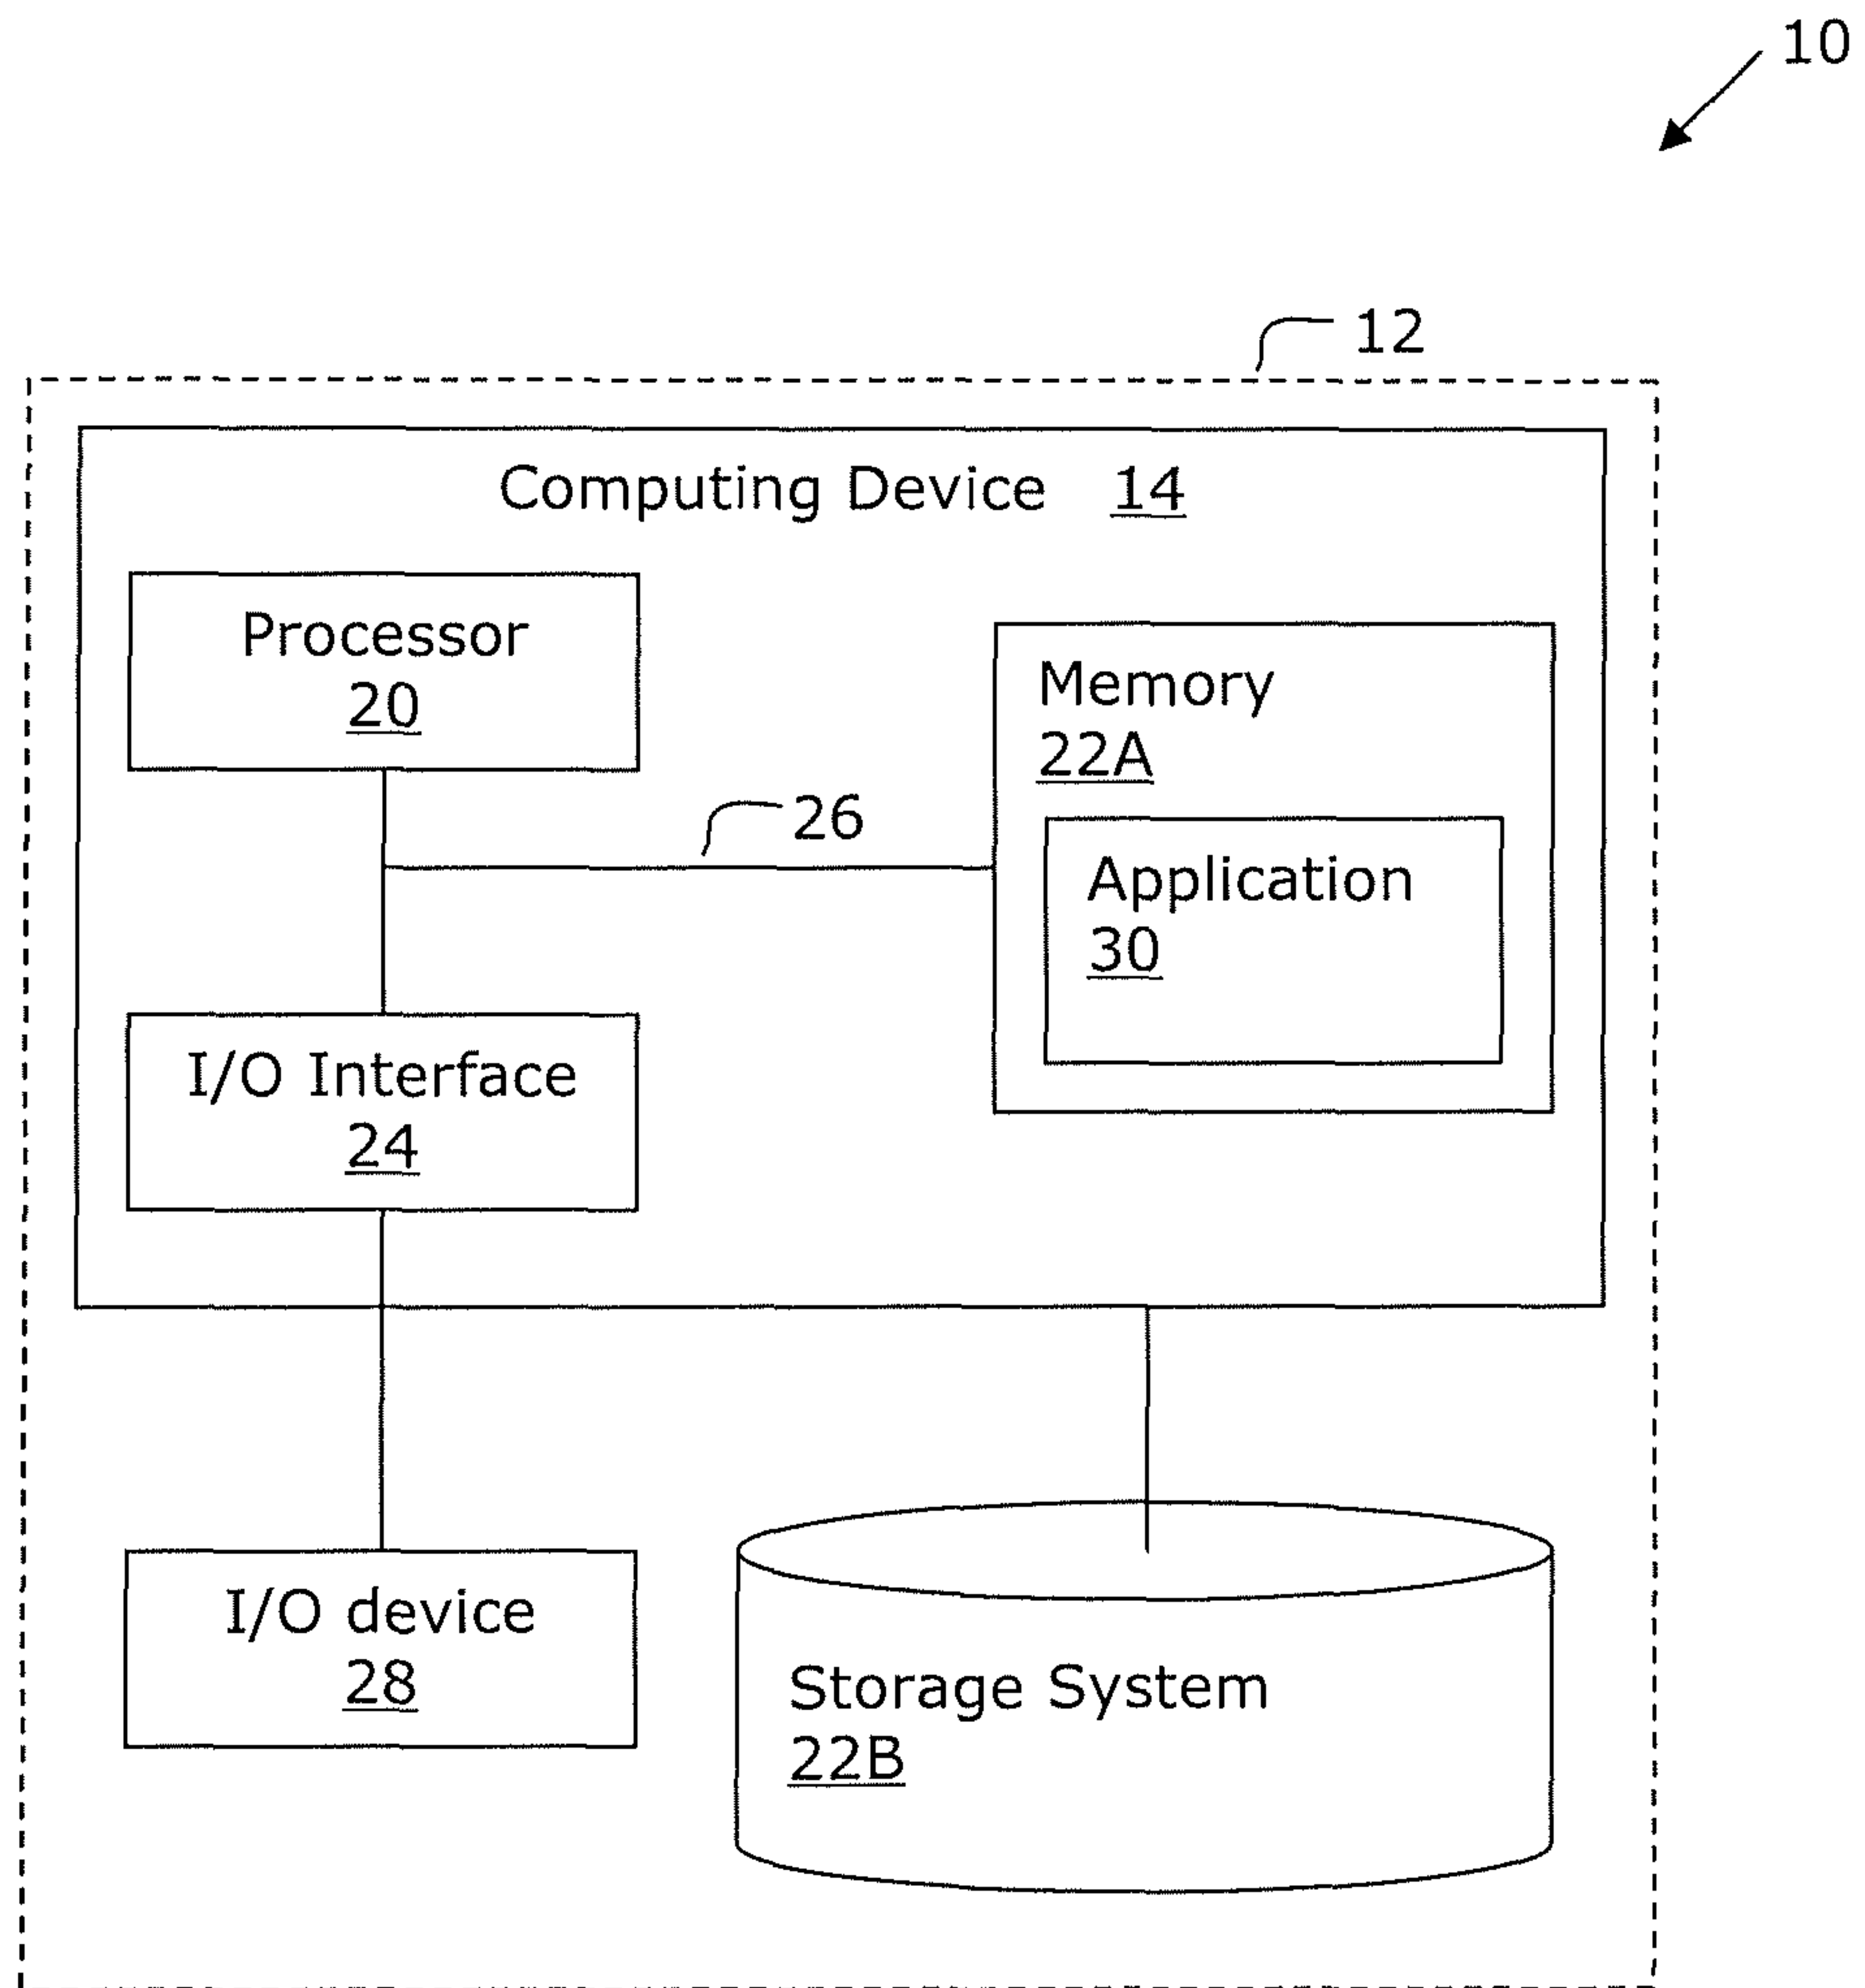 10
12
Computing Device 14
Processor
20
Memory
22A
26
Application
30
I/O Interface
24
I/O device
28
Storage System
22B